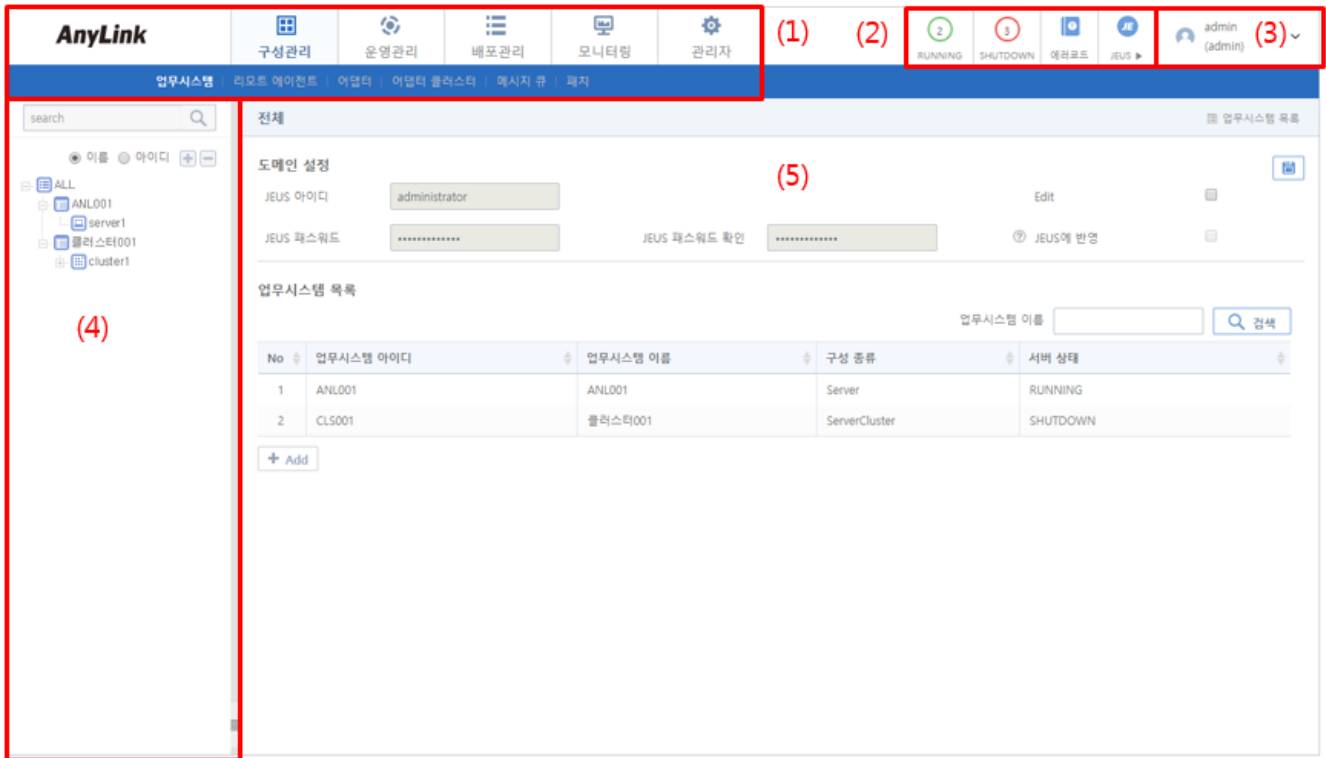 AnyLink
구성관리 운영관리 배포관리 모니터링 관리자
(1) (2) (3)
2 RUNNING 3 SHUTDOWN 에러코드 JE JEUS ▶
admin
(admin)
업무시스템 | 리모트 에이전트 | 어댑터 | 어댑터 클러스터 | 메시지 큐 | 패치
search
이름 아이디
ALL
ANL001
server1
클러스터001
cluster1
(4)
전체 업무시스템 목록
도메인 설정 (5)
JEUS 아이디 administrator Edit
JEUS 패스워드 ············· JEUS 패스워드 확인 ············· JEUS에 반영
업무시스템 목록
업무시스템 이름 검색
No 업무시스템 아이디 업무시스템 이름 구성 종류 서버 상태
1 ANL001 ANL001 Server RUNNING
2 CLS001 클러스터001 ServerCluster SHUTDOWN
+ Add